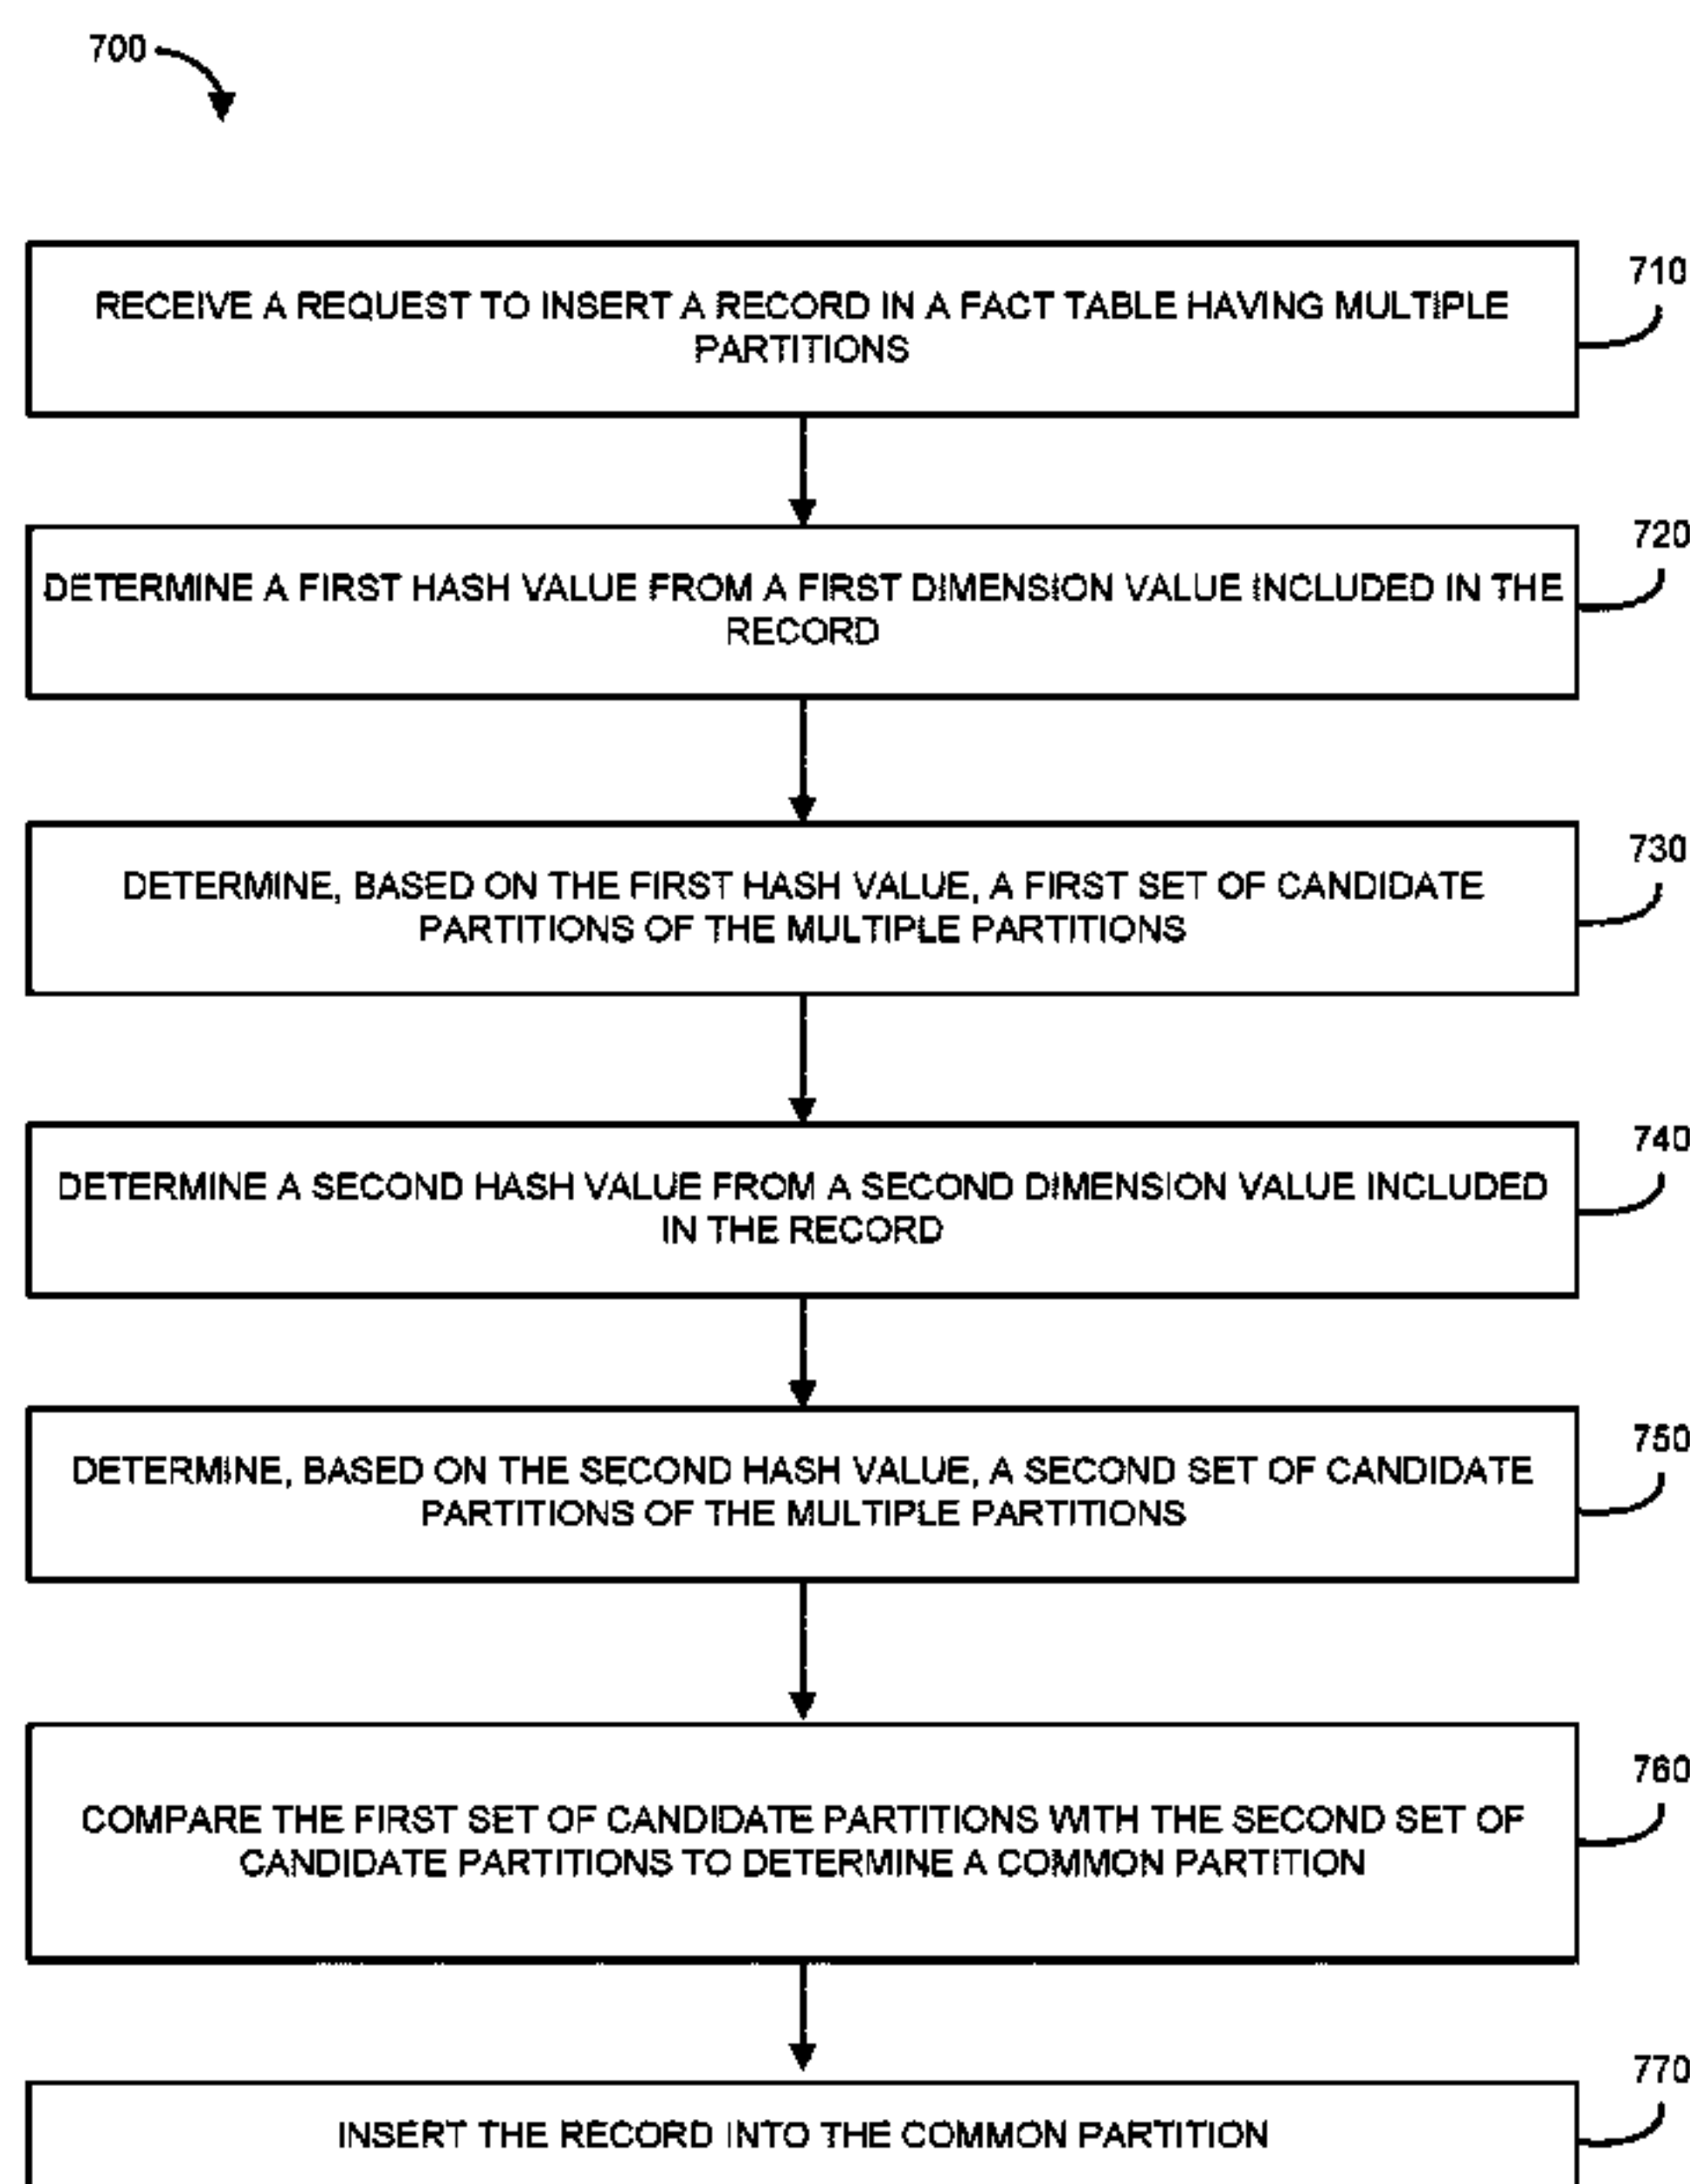 700
710
RECEIVE A REQUEST TO INSERT A RECORD IN A FACT TABLE HAVING MULTIPLE
PARTITIONS
720
DETERMINE A FIRST HASH VALUE FROM A FIRST DIMENSION VALUE INCLUDED IN THE
RECORD
730
DETERMINE, BASED ON THE FIRST HASH VALUE, A FIRST SET OF CANDIDATE
PARTITIONS OF THE MULTIPLE PARTITIONS
740
DETERMINE A SECOND HASH VALUE FROM A SECOND DIMENSION VALUE INCLUDED
IN THE RECORD
750
DETERMINE, BASED ON THE SECOND HASH VALUE, A SECOND SET OF CANDIDATE
PARTITIONS OF THE MULTIPLE PARTITIONS
760
COMPARE THE FIRST SET OF CANDIDATE PARTITIONS WITH THE SECOND SET OF
CANDIDATE PARTITIONS TO DETERMINE A COMMON PARTITION
770
INSERT THE RECORD INTO THE COMMON PARTITION